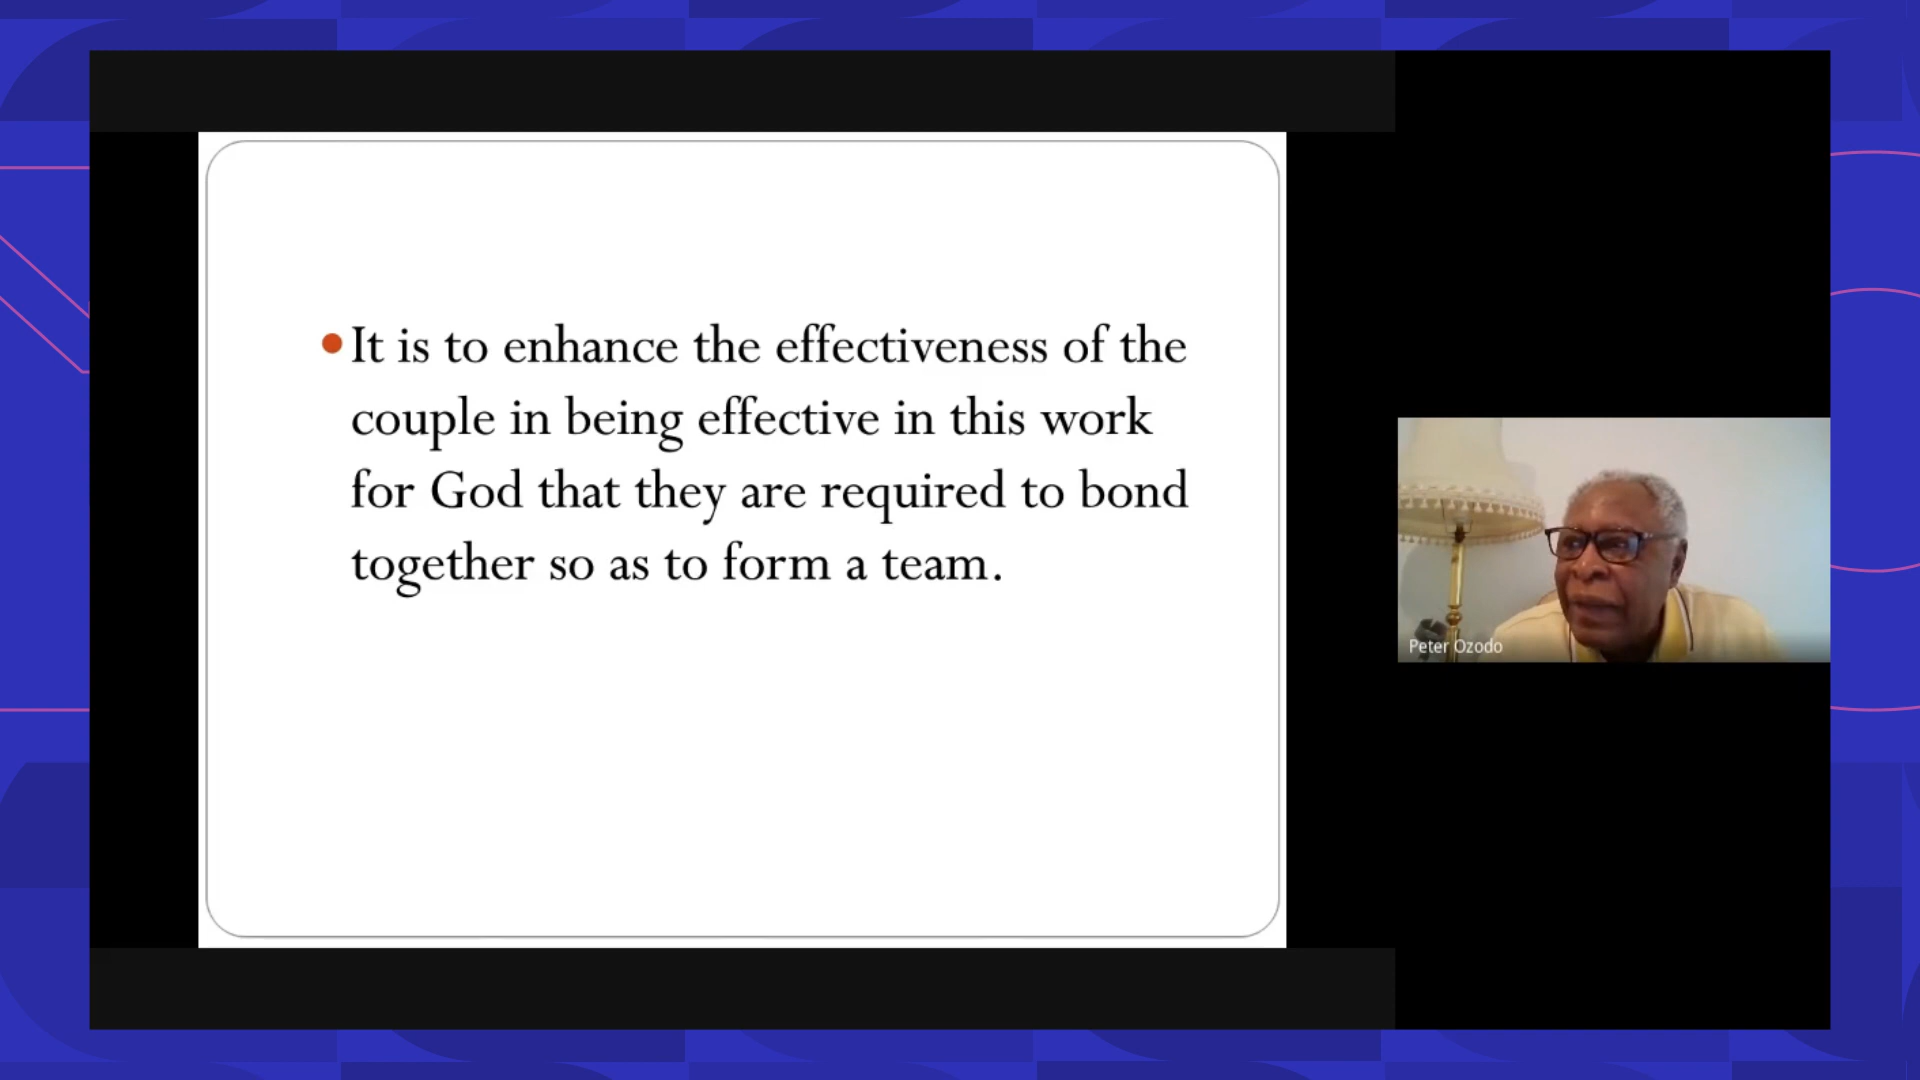 It is to enhance the effectiveness of the
couple in being effective in this work
for God that they are required to bond
together so as to form a team.
Peter Ozodo